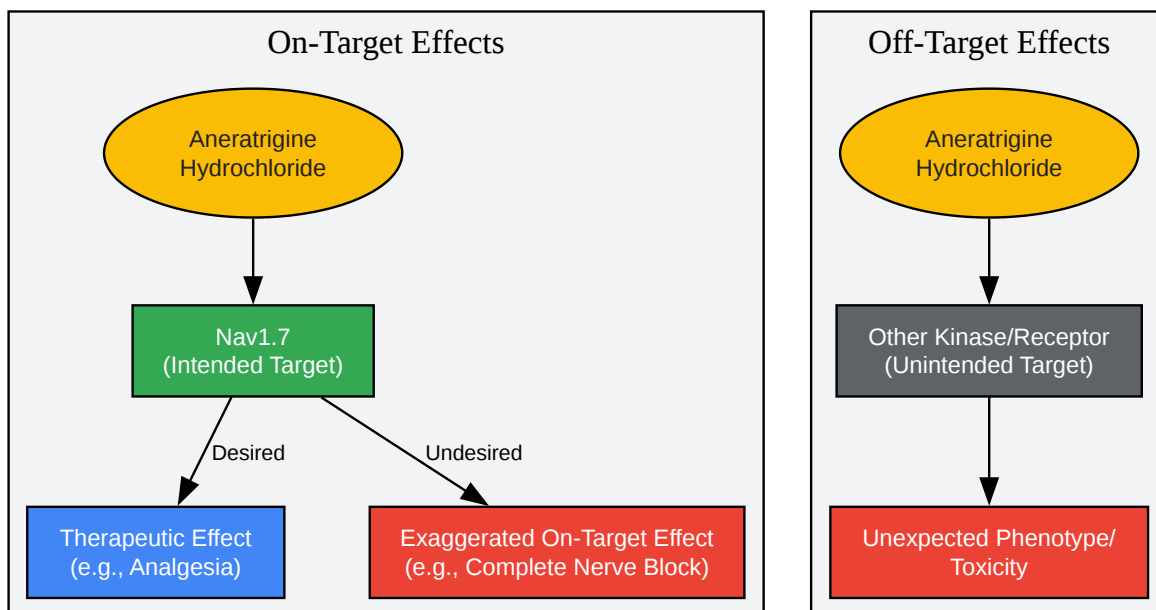 On-Target Effects
Aneratrigine
Hydrochloride
Nav1.7
(Intended Target)
Desired
Undesired
Therapeutic Effect
(e.g., Analgesia)
Exaggerated On-Target Effect
(e.g., Complete Nerve Block)
Off-Target Effects
Aneratrigine
Hydrochloride
Other Kinase/Receptor
(Unintended Target)
Unexpected Phenotype/
Toxicity